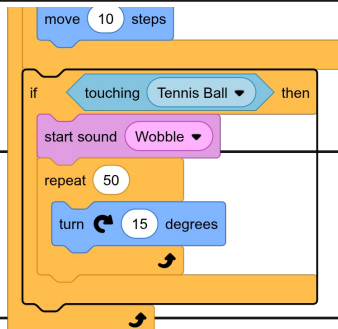 move 10 steps
if touching Tennis Ball then
start sound Wobble
repeat 50
turn 15 degrees